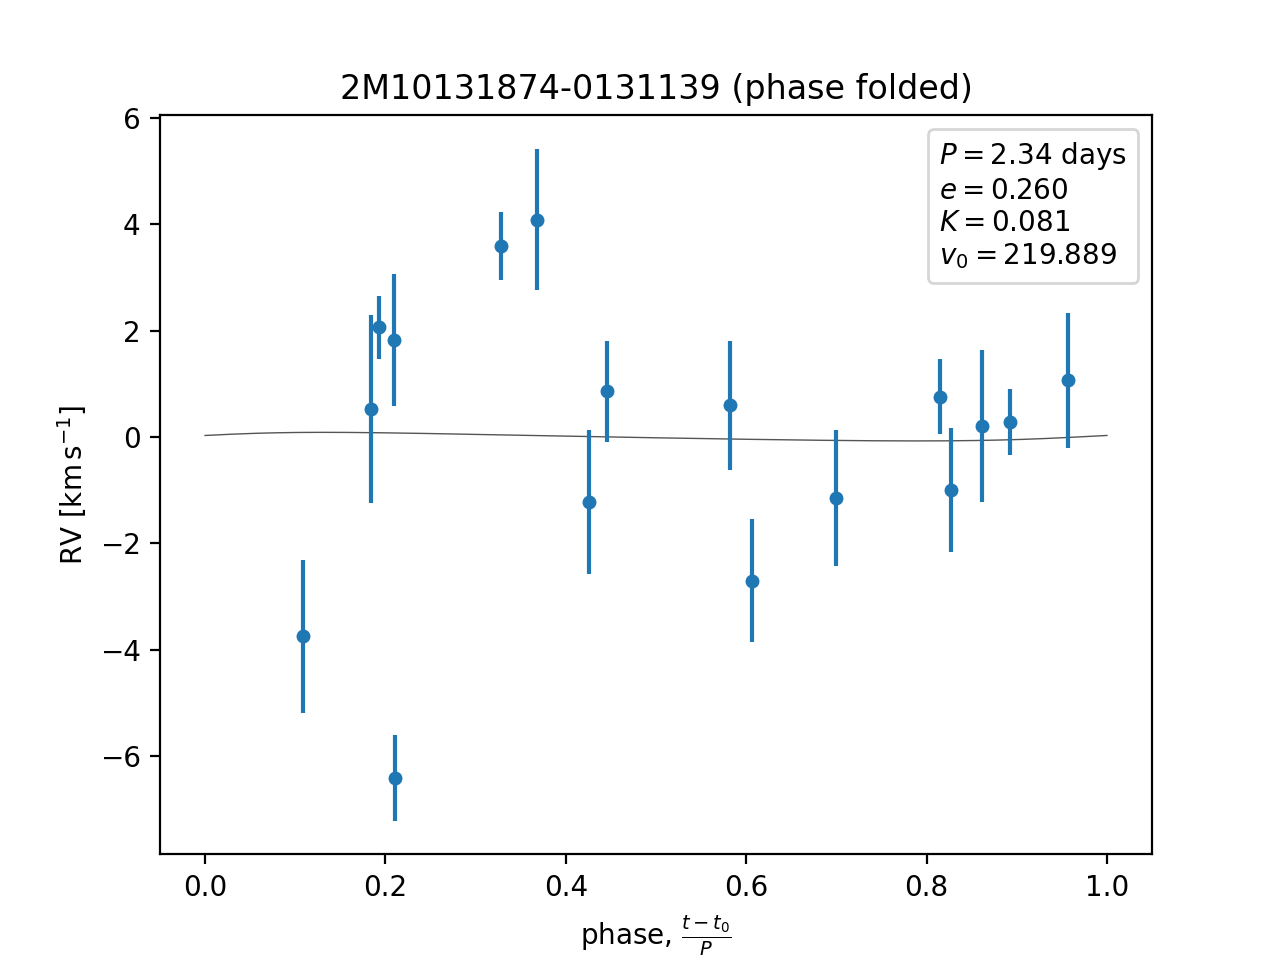 2M10131874-0131139 (phase folded)
P = 2.34 days
e = 0.260
K = 0.081
v₀ = 219.889
RV [km s⁻¹]
6
4
2
0
−2
−4
−6
0.0 0.2 0.4 0.6 0.8 1.0
phase, (t − t₀)/P